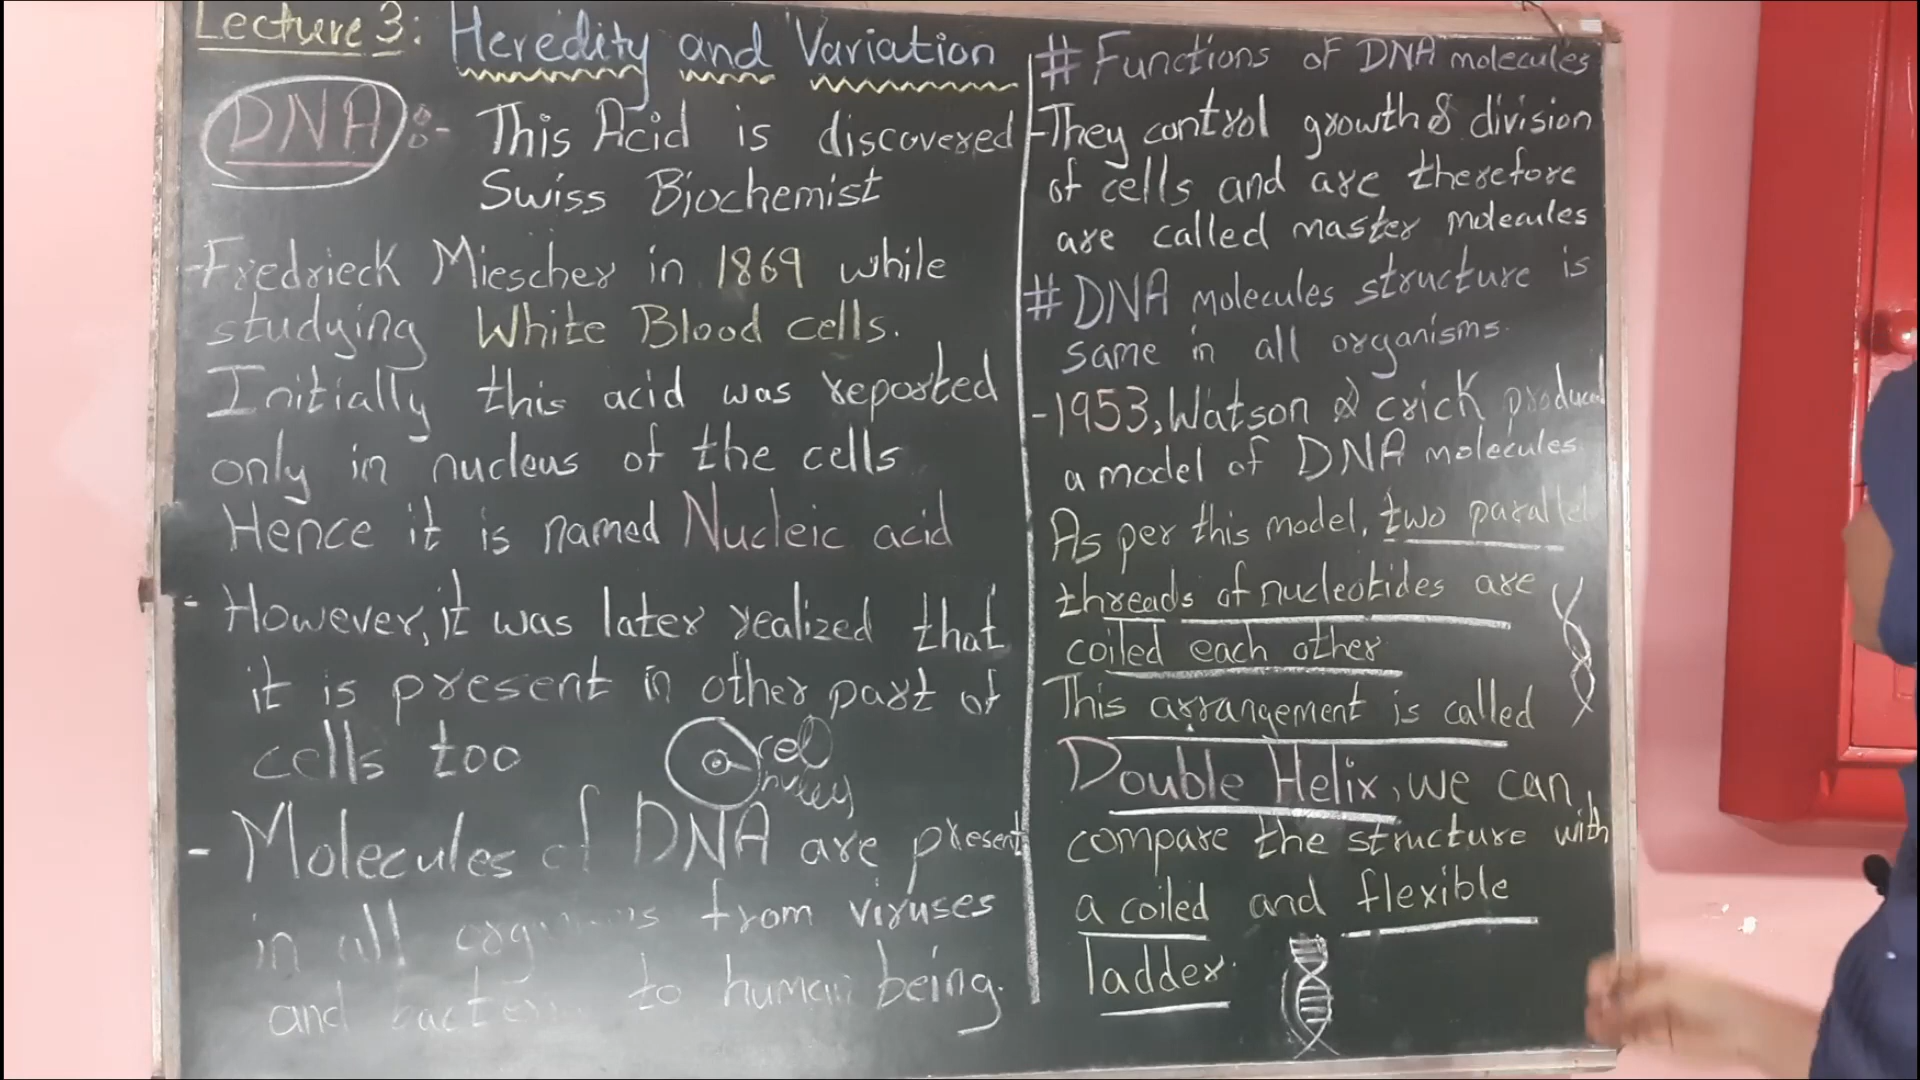 Lecture 3: Heredity and Variation
DNA :- This Acid is discovered
Swiss Biochemist
-Fredrieck Miescher in 1869 while
studying White Blood cells.
Initially this acid was reported
only in nucleus of the cells
Hence it is named Nucleic acid
- However, it was later realized that
it is present in other part of
cells too
cell
- Molecules of DNA are present
in all from viruses
and to human being.
# Functions of DNA molecules
-They control growth & division
of cells and are therefore
are called master molecules
# DNA molecules structure is
same in all organisms.
-1953, Watson & crick produced
a model of DNA molecules.
As per this model, two parallel
threads of nucleotides are
coiled each other
This arrangement is called
Double Helix, we can
compare the structure with
a coiled and flexible
ladder.